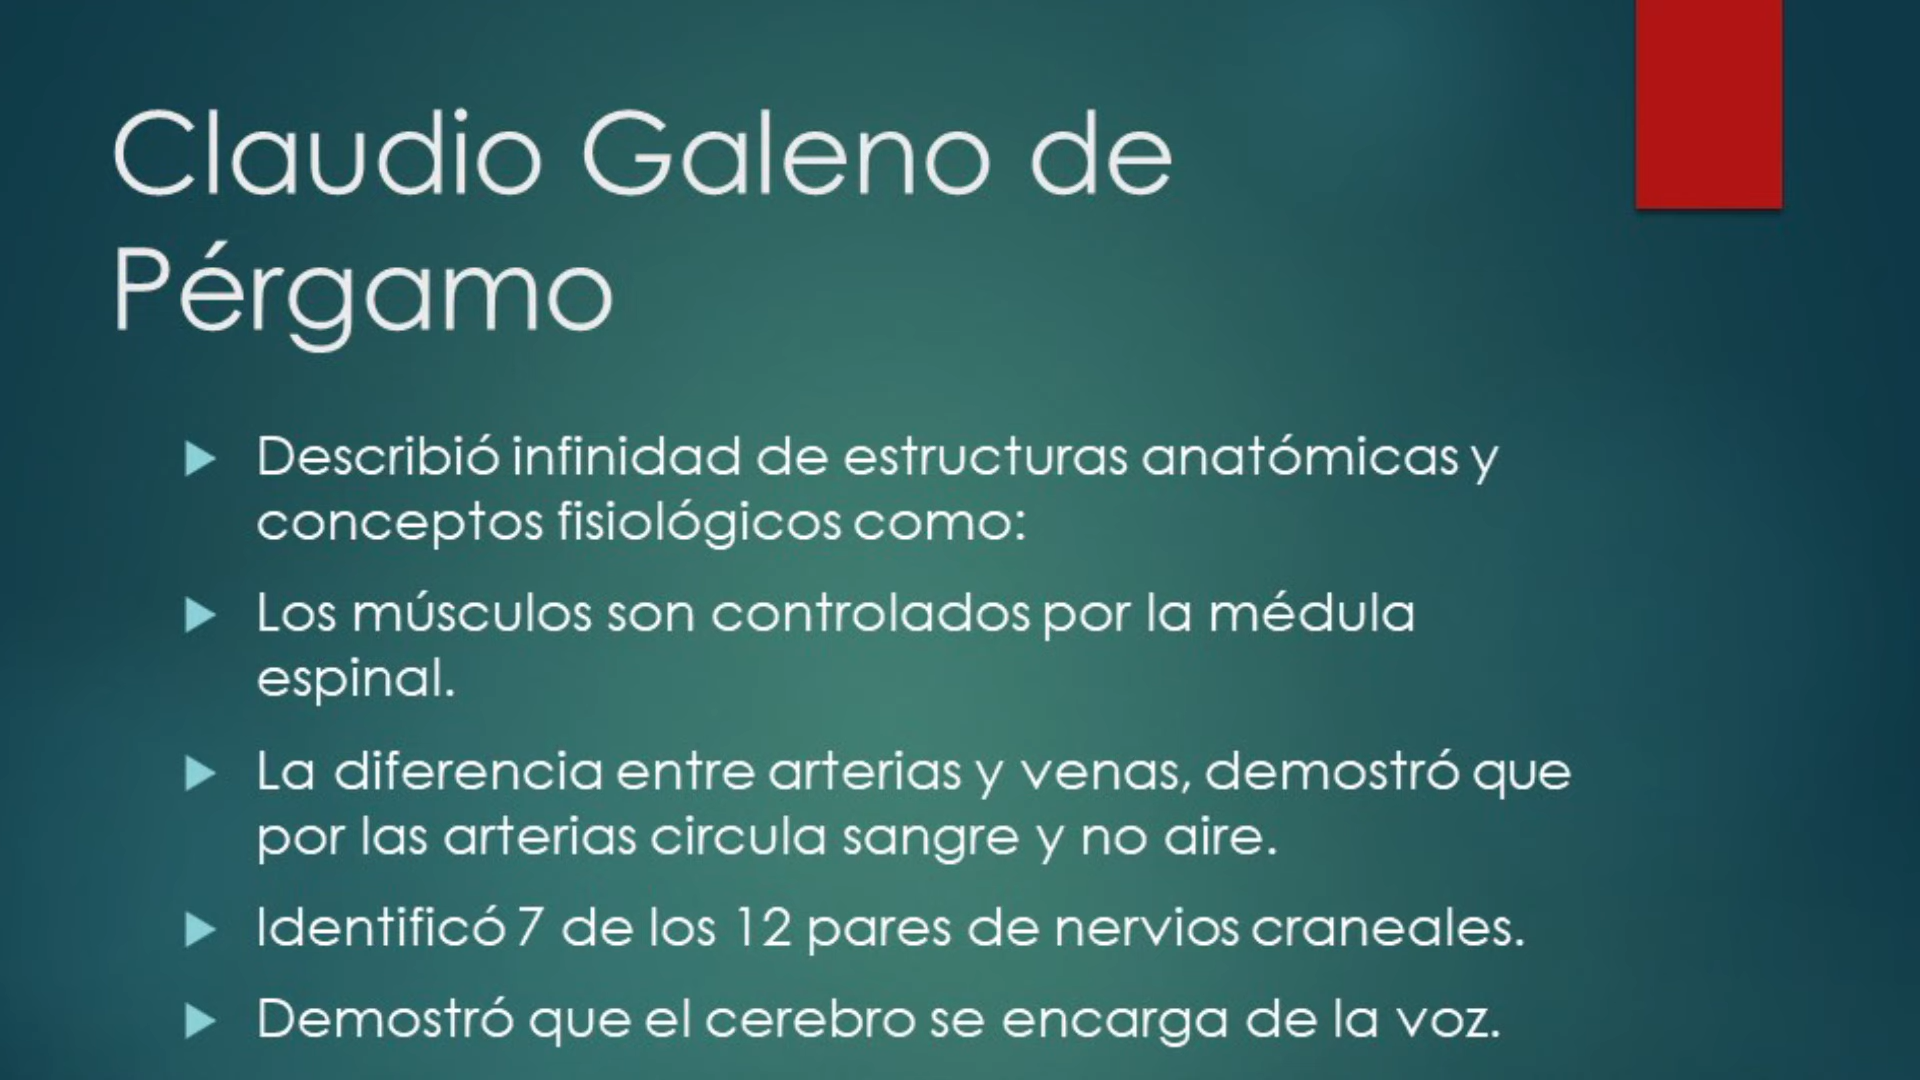 Claudio Galeno de
Pérgamo
Describió infinidad de estructuras anatómicas y
conceptos fisiológicos como:
Los músculos son controlados por la médula
espinal.
La diferencia entre arterias y venas, demostró que
por las arterias circula sangre y no aire.
Identificó 7 de los 12 pares de nervios craneales.
Demostró que el cerebro se encarga de la voz.